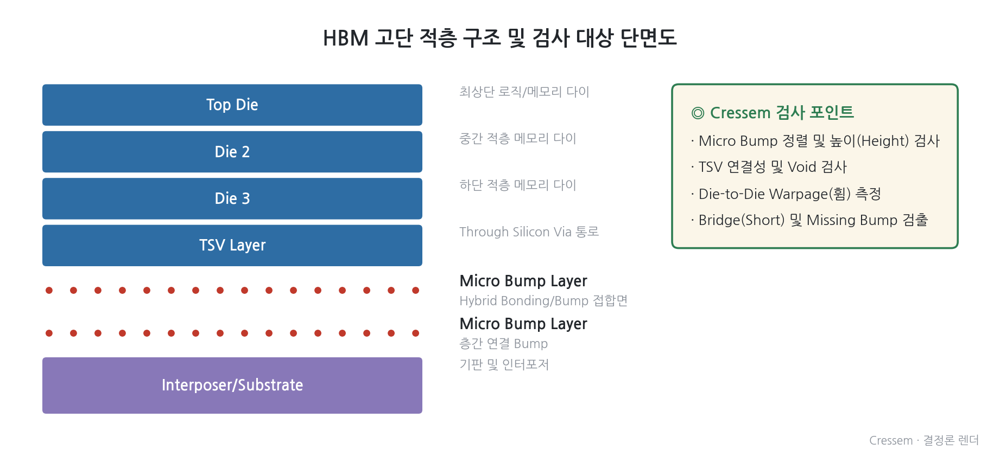 HBM 고단 적층 구조 및 검사 대상 단면도
Top Die
최상단 로직/메모리 다이
Die 2
중간 적층 메모리 다이
Die 3
하단 적층 메모리 다이
TSV Layer
Through Silicon Via 통로
Micro Bump Layer
Hybrid Bonding/Bump 접합면
Micro Bump Layer
층간 연결 Bump
기판 및 인터포저
Interposer/Substrate
◎ Cressem 검사 포인트
· Micro Bump 정렬 및 높이(Height) 검사
· TSV 연결성 및 Void 검사
· Die-to-Die Warpage(휨) 측정
· Bridge(Short) 및 Missing Bump 검출
Cressem · 결정론 렌더